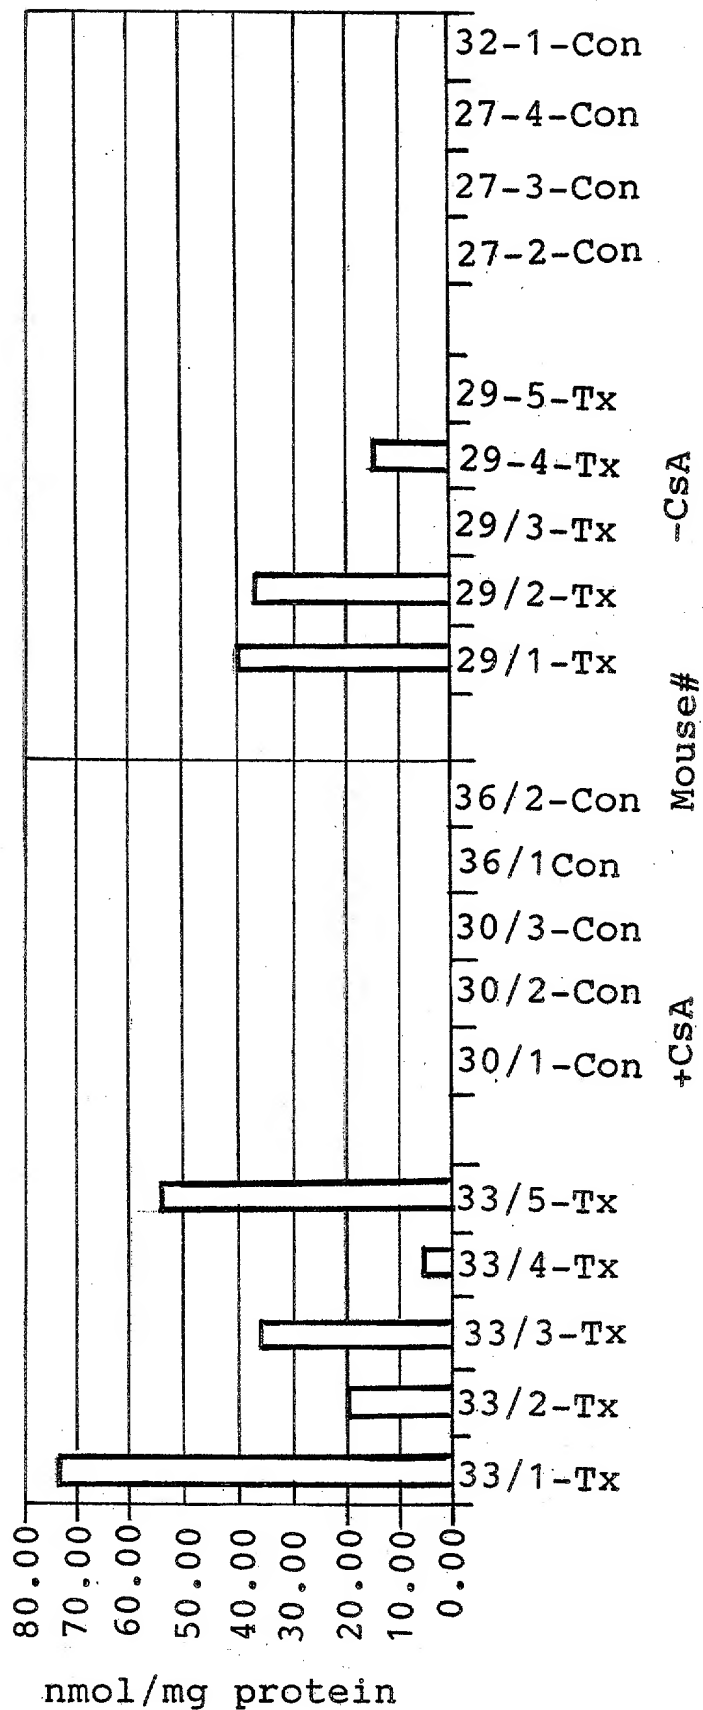 32-1-Con
27-4-Con
27-3-Con
27-2-Con
29-5-Tx
29-4-Tx
29/3-Tx
29/2-Tx
29/1-Tx
36/2-Con
36/1Con
30/3-Con
30/2-Con
30/1-Con
33/5-Tx
33/4-Tx
33/3-Tx
33/2-Tx
33/1-Tx
-CsA
Mouse#
+CsA
80.00
70.00
60.00
50.00
40.00
30.00
20.00
10.00
0.00
nmol/mg protein